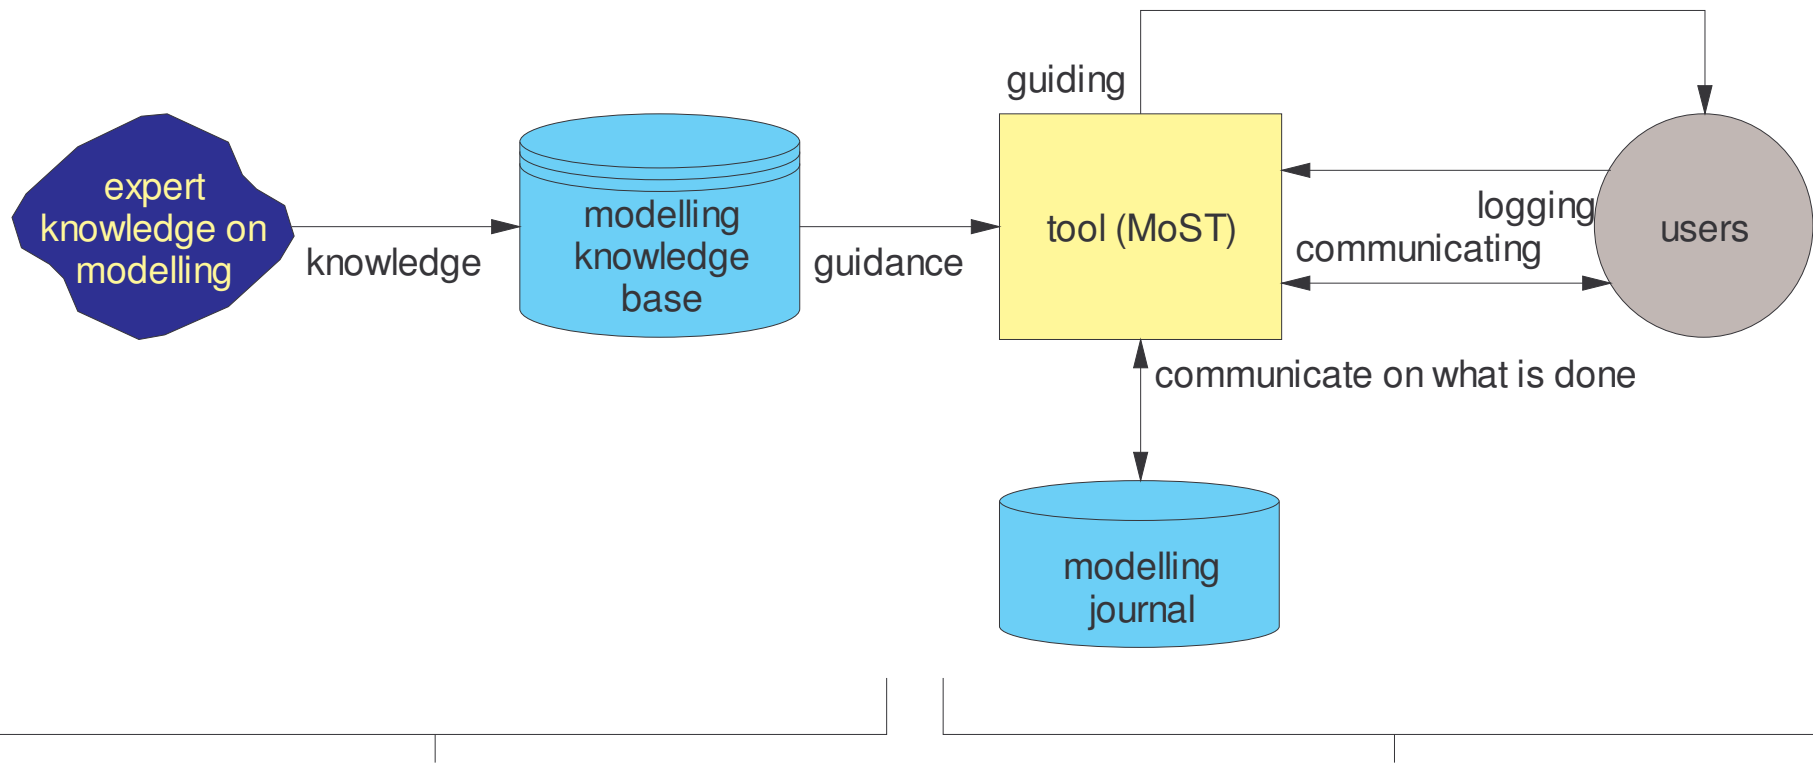 guiding
expert
knowledge on
modelling
knowledge
modelling
knowledge
base
guidance
tool (MoST)
logging
communicating
users
communicate on what is done
modelling
journal